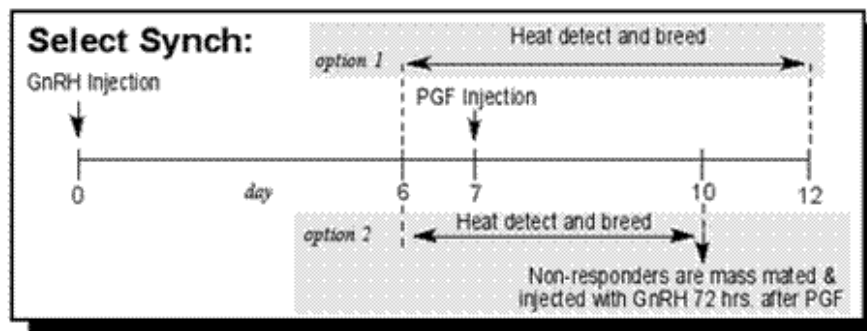 Select Synch:
Heat detect and breed
option 1
GnRH Injection
PGF Injection
0
day
6
7
10
12
Heat detect and breed
option 2
Non-responders are mass mated &
injected with GnRH 72 hrs. after PGF